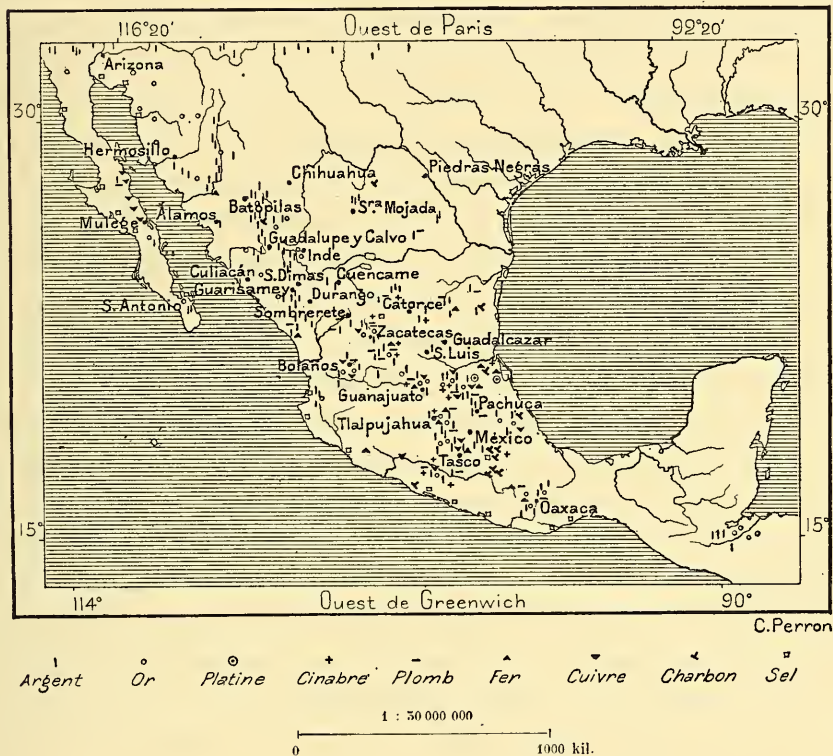 116°20' Ouest de Paris 92°20'
Arizona
30° 30°
Hermosillo
Chihuahua Piedras Negras
Batopilas Sra. Mojada
Alamos
Mulege
Guadalupe y Calvo
Inde
Culiacán S.Dimas Cuencame
Guarisamey Durango Catorce
S. Antonio
Sombrerete
Zacatecas Guadalcazar
S. Luis
Bolaños
Guanajuato Pachuca
Tlalpujahua México
Tasco
Oaxaca
15° 15°
114° Ouest de Greenwich 90°
C.Perron
Argent Or Platine Cinabre Plomb Fer Cuivre Charbon Sel
1 : 30 000 000
0 1000 kil.